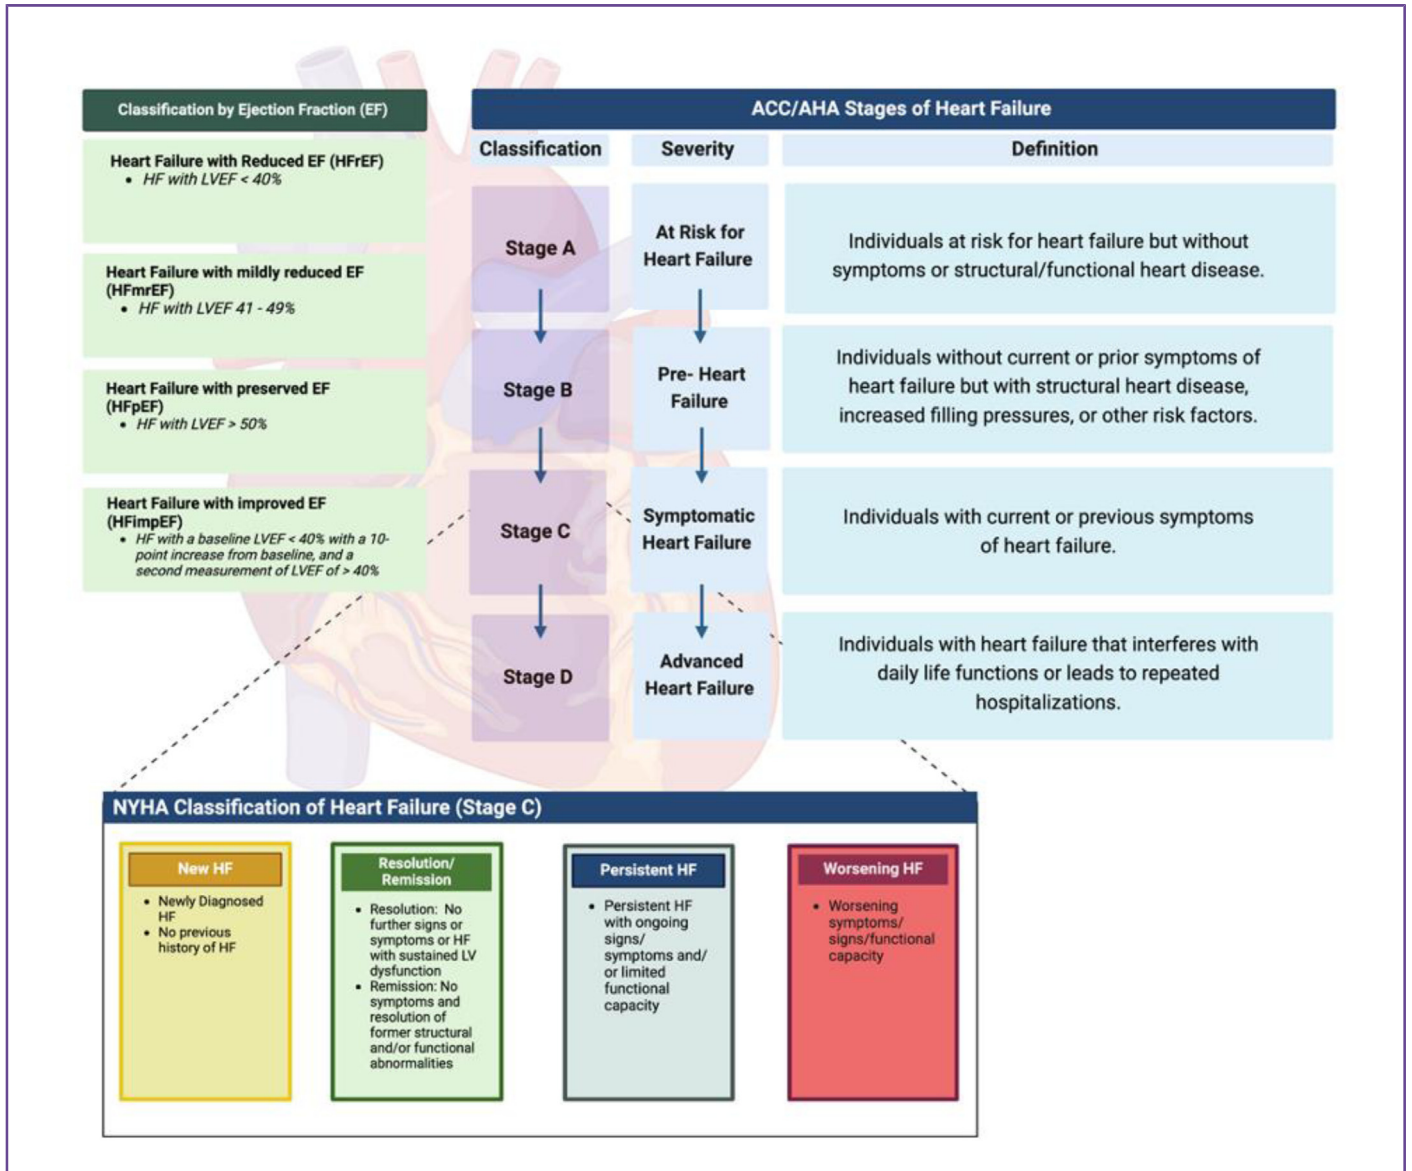 Classification by Ejection Fraction (EF)
Heart Failure with Reduced EF (HFrEF)
• HF with LVEF < 40%
Heart Failure with mildly reduced EF
(HFmrEF)
• HF with LVEF 41 - 49%
Heart Failure with preserved EF
(HFpEF)
• HF with LVEF > 50%
Heart Failure with improved EF
(HFimpEF)
• HF with a baseline LVEF < 40% with a 10-
point increase from baseline, and a
second measurement of LVEF of > 40%
ACC/AHA Stages of Heart Failure
Classification
Severity
Definition
Stage A
At Risk for
Heart Failure
Individuals at risk for heart failure but without
symptoms or structural/functional heart disease.
Stage B
Pre- Heart
Failure
Individuals without current or prior symptoms of
heart failure but with structural heart disease,
increased filling pressures, or other risk factors.
Stage C
Symptomatic
Heart Failure
Individuals with current or previous symptoms
of heart failure.
Stage D
Advanced
Heart Failure
Individuals with heart failure that interferes with
daily life functions or leads to repeated
hospitalizations.
NYHA Classification of Heart Failure (Stage C)
New HF
• Newly Diagnosed
HF
• No previous
history of HF
Resolution/
Remission
• Resolution: No
further signs or
symptoms or HF
with sustained LV
dysfunction
• Remission: No
symptoms and
resolution of
former structural
and/or functional
abnormalities
Persistent HF
• Persistent HF
with ongoing
signs/
symptoms and/
or limited
functional
capacity
Worsening HF
• Worsening
symptoms/
signs/functional
capacity